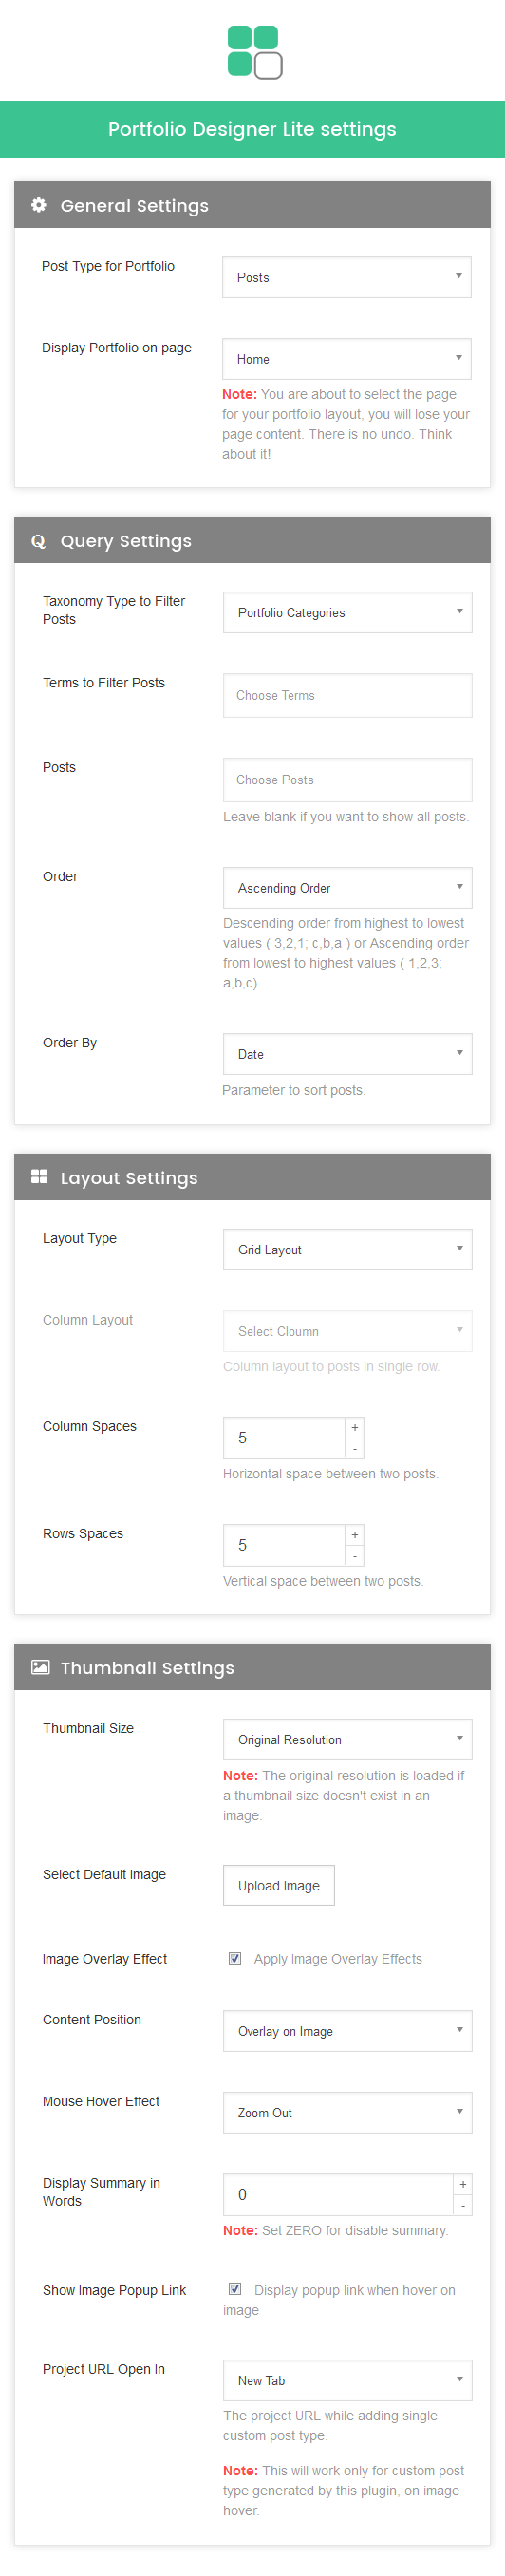 Portfolio Designer Lite settings
General Settings
Post Type for Portfolio
Posts
Display Portfolio on page
Home
Note: You are about to select the page
for your portfolio layout, you will lose your
page content. There is no undo. Think
about it!
Q Query Settings
Taxonomy Type to Filter
Posts
Portfolio Categories
Terms to Filter Posts
Choose Terms
Posts
Choose Posts
Leave blank if you want to show all posts.
Order
Ascending Order
Descending order from highest to lowest
values ( 3,2,1; c,b,a ) or Ascending order
from lowest to highest values ( 1,2,3;
a,b,c).
Order By
Date
Parameter to sort posts.
Layout Settings
Layout Type
Grid Layout
Column Layout
Select Cloumn
Column layout to posts in single row.
Column Spaces
5
+
-
Horizontal space between two posts.
Rows Spaces
5
+
-
Vertical space between two posts.
Thumbnail Settings
Thumbnail Size
Original Resolution
Note: The original resolution is loaded if
a thumbnail size doesn't exist in an
image.
Select Default Image
Upload Image
Image Overlay Effect
Apply Image Overlay Effects
Content Position
Overlay on Image
Mouse Hover Effect
Zoom Out
Display Summary in
Words
0
+
-
Note: Set ZERO for disable summary.
Show Image Popup Link
Display popup link when hover on
image
Project URL Open In
New Tab
The project URL while adding single
custom post type.
Note: This will work only for custom post
type generated by this plugin, on image
hover.